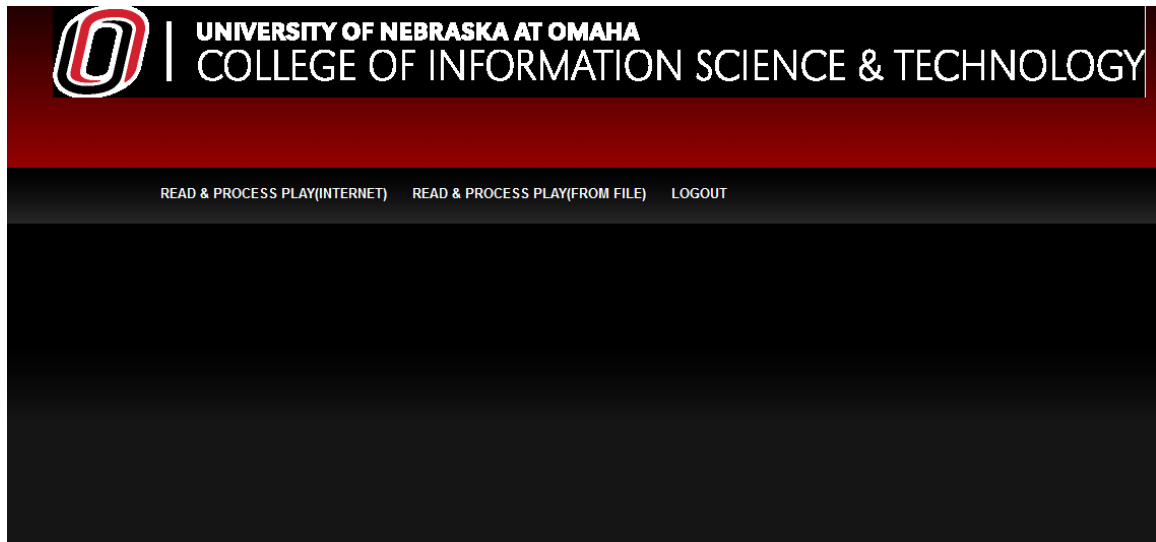 UNIVERSITY OF NEBRASKA AT OMAHA
COLLEGE OF INFORMATION SCIENCE & TECHNOLOGY
READ & PROCESS PLAY(INTERNET) READ & PROCESS PLAY(FROM FILE) LOGOUT